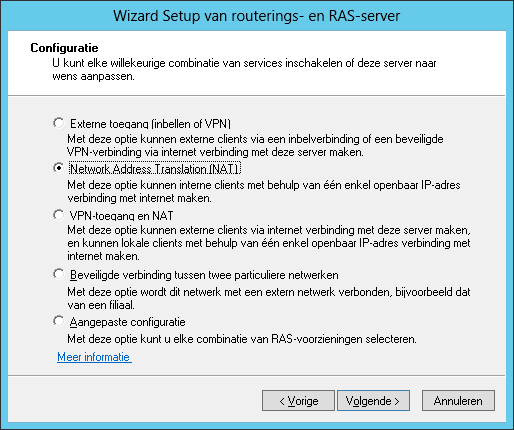 Wizard Setup van routerings- en RAS-server
Configuratie
U kunt elke willekeurige combinatie van services inschakelen of deze server naar
wens aanpassen.
Externe toegang (inbellen of VPN)
Met deze optie kunnen externe clients via een inbelverbinding of een beveiligde
VPN-verbinding via internet verbinding met deze server maken.
Network Address Translation (NAT)
Met deze optie kunnen interne clients met behulp van één enkel openbaar IP-adres
verbinding met internet maken.
VPN-toegang en NAT
Met deze optie kunnen externe clients via internet verbinding met deze server maken,
en kunnen lokale clients met behulp van één enkel openbaar IP-adres verbinding met
internet maken.
Beveiligde verbinding tussen twee particuliere netwerken
Met deze optie wordt dit netwerk met een extern netwerk verbonden, bijvoorbeeld dat
van een filiaal.
Aangepaste configuratie
Met deze optie kunt u elke combinatie van RAS-voorzieningen selecteren.
Meer informatie
< Vorige
Volgende >
Annuleren